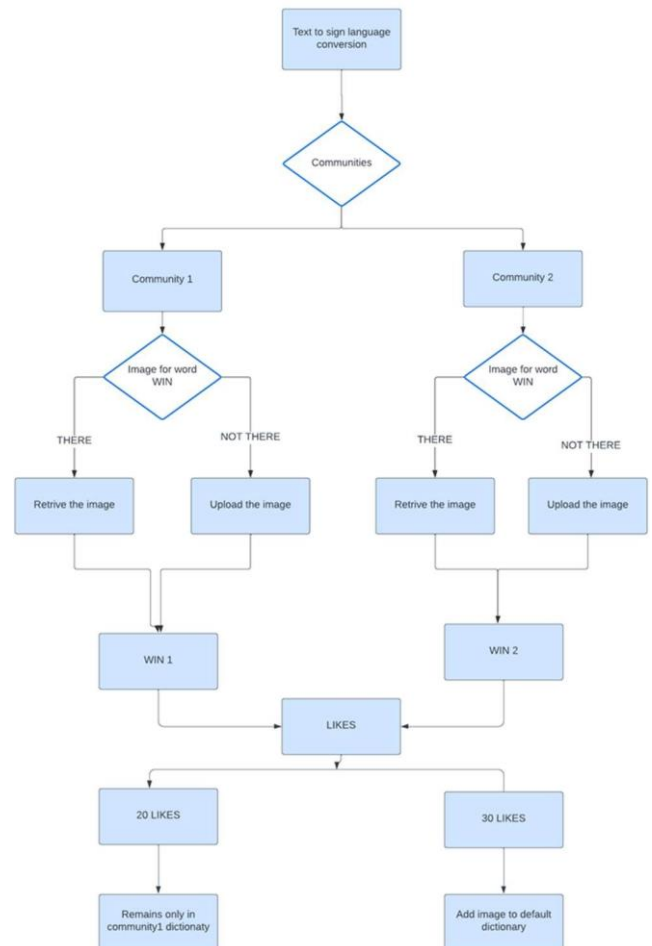 Text to sign language
conversion
Communities
Community 1
Community 2
Image for word
WIN
Image for word
WIN
THERE
NOT THERE
THERE
NOT THERE
Retrive the image
Upload the image
Retrive the image
Upload the image
WIN 1
WIN 2
LIKES
20 LIKES
30 LIKES
Remains only in
community1 dictionaty
Add image to default
dictionary